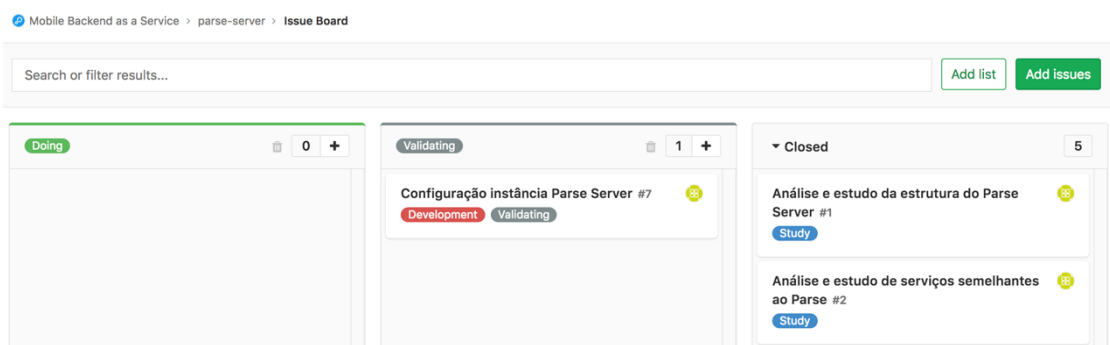 Mobile Backend as a Service › parse-server › Issue Board
Search or filter results...
Add list
Add issues
Doing
0 +
Validating
1 +
Configuração instância Parse Server #7
Development Validating
Closed
5
Análise e estudo da estrutura do Parse
Server #1
Study
Análise e estudo de serviços semelhantes
ao Parse #2
Study